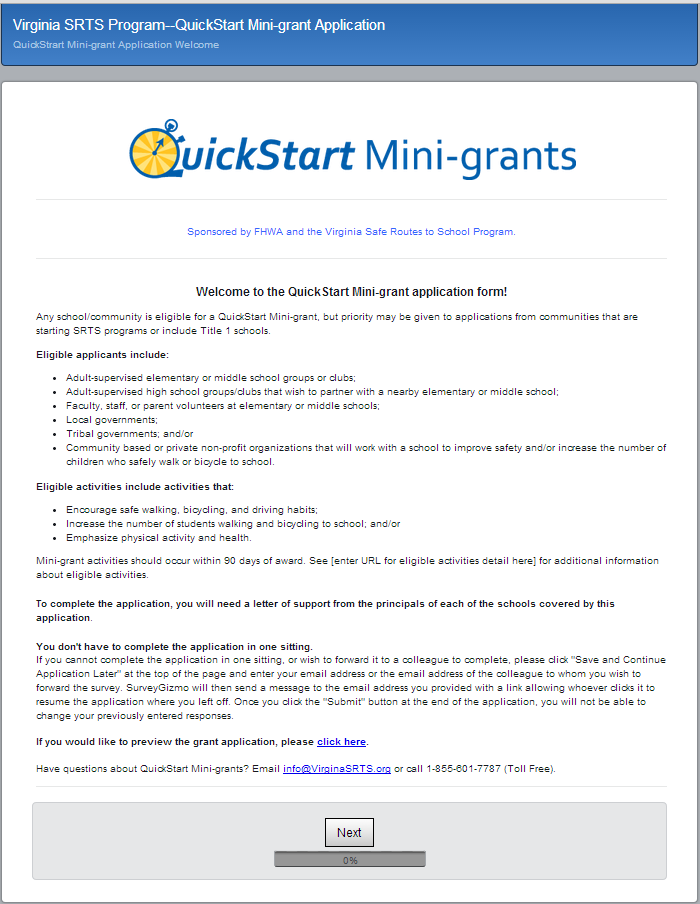 Virginia SRTS Program--QuickStart Mini-grant Application
QuickStrart Mini-grant Application Welcome
QuickStart Mini-grants
Sponsored by FHWA and the Virginia Safe Routes to School Program.
Welcome to the QuickStart Mini-grant application form!
Any school/community is eligible for a QuickStart Mini-grant, but priority may be given to applications from communities that are
starting SRTS programs or include Title 1 schools.
Eligible applicants include:
• Adult-supervised elementary or middle school groups or clubs;
• Adult-supervised high school groups/clubs that wish to partner with a nearby elementary or middle school;
• Faculty, staff, or parent volunteers at elementary or middle schools;
• Local governments;
• Tribal governments; and/or
• Community based or private non-profit organizations that will work with a school to improve safety and/or increase the number of
children who safely walk or bicycle to school.
Eligible activities include activities that:
• Encourage safe walking, bicycling, and driving habits;
• Increase the number of students walking and bicycling to school; and/or
• Emphasize physical activity and health.
Mini-grant activities should occur within 90 days of award. See [enter URL for eligible activities detail here] for additional information
about eligible activities.
To complete the application, you will need a letter of support from the principals of each of the schools covered by this
application.
You don't have to complete the application in one sitting.
If you cannot complete the application in one sitting, or wish to forward it to a colleague to complete, please click "Save and Continue
Application Later" at the top of the page and enter your email address or the email address of the colleague to whom you wish to
forward the survey. SurveyGizmo will then send a message to the email address you provided with a link allowing whoever clicks it to
resume the application where you left off. Once you click the "Submit" button at the end of the application, you will not be able to
change your previously entered responses.
If you would like to preview the grant application, please click here.
Have questions about QuickStart Mini-grants? Email info@VirginaSRTS.org or call 1-855-601-7787 (Toll Free).
Next
0%